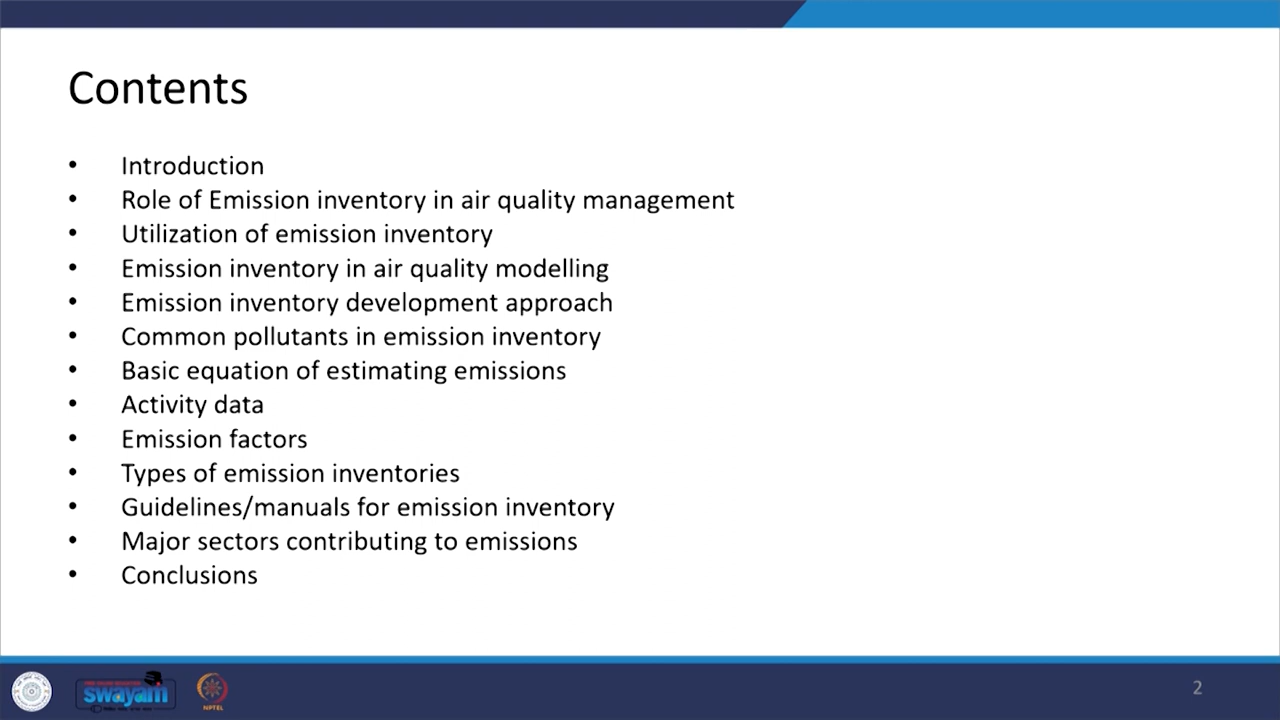 Contents
• Introduction
• Role of Emission inventory in air quality management
• Utilization of emission inventory
• Emission inventory in air quality modelling
• Emission inventory development approach
• Common pollutants in emission inventory
• Basic equation of estimating emissions
• Activity data
• Emission factors
• Types of emission inventories
• Guidelines/manuals for emission inventory
• Major sectors contributing to emissions
• Conclusions
swayam
NPTEL
2